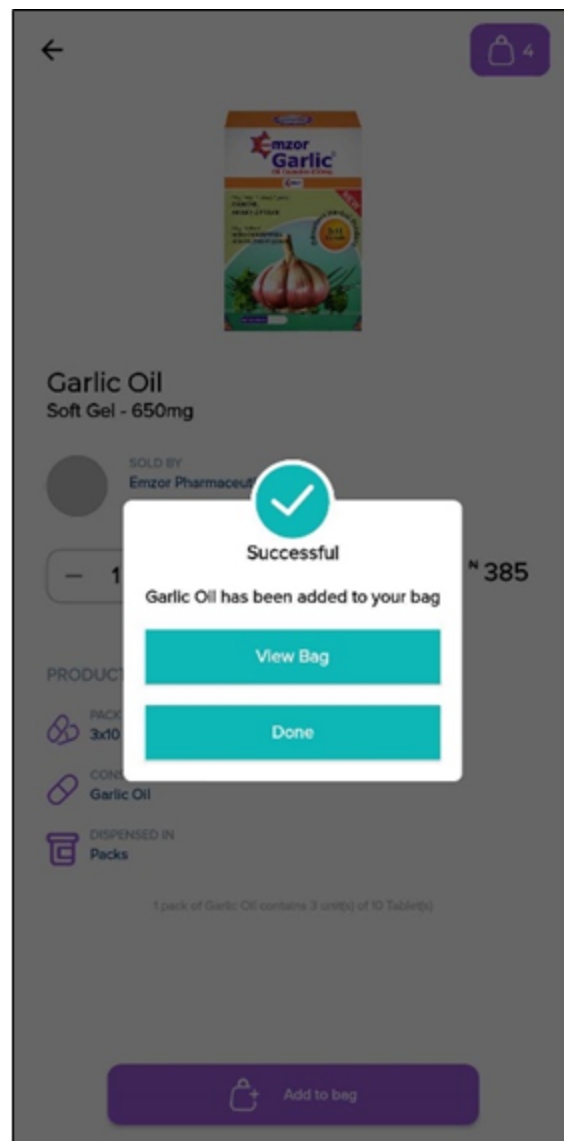 4
Emzor
Garlic
NEW
Garlic Oil
Soft Gel - 650mg
SOLD BY
Emzor Pharmaceut
Successful
1
₦ 385
Garlic Oil has been added to your bag
View Bag
PRODUCT
PACK
3x10
Done
CONS
Garlic Oil
DISPENSED IN
Packs
1 pack of Garlic Oil contains 3 unit(s) of 10 Tablet(s)
Add to bag